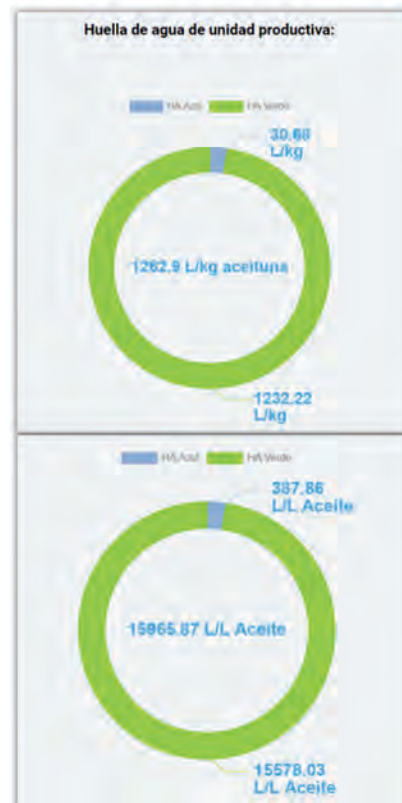 Huella de agua de unidad productiva:
HA Azul HA Verde
30.68
L/kg
1262.9 L/kg aceituna
1232.22
L/kg
HA Azul HA Verde
387.86
L/L Aceite
15965.87 L/L Aceite
15578.03
L/L Aceite